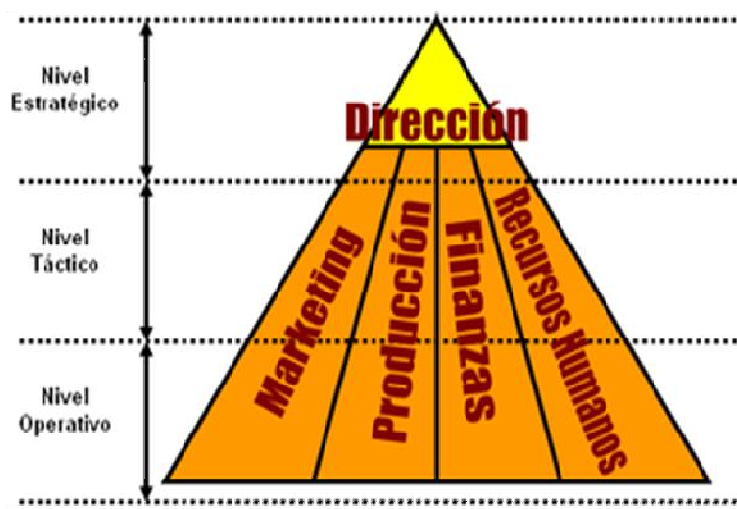 Nivel
Estratégico
Dirección
Nivel
Táctico
Marketing
Producción
Finanzas
Recursos Humanos
Nivel
Operativo